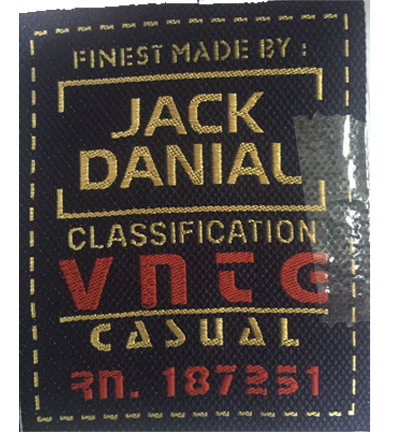 FINEST MADE BY :
JACK
DANIAL
CLASSIFICATION
VNTG
CASUAL
RN. 187251